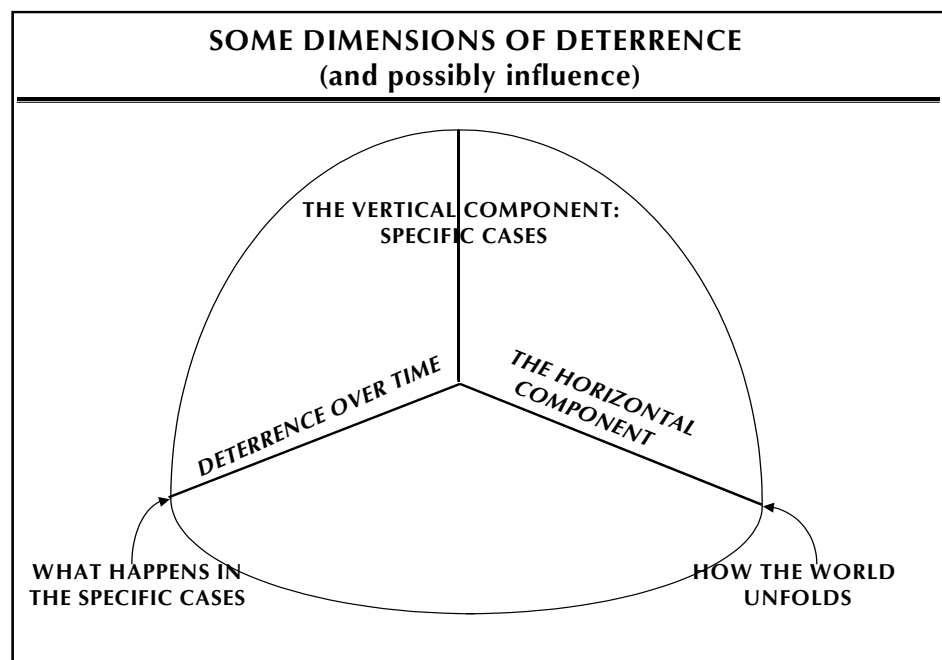 SOME DIMENSIONS OF DETERRENCE
(and possibly influence)
THE VERTICAL COMPONENT:
SPECIFIC CASES
DETERRENCE OVER TIME
THE HORIZONTAL
COMPONENT
WHAT HAPPENS IN
THE SPECIFIC CASES
HOW THE WORLD
UNFOLDS